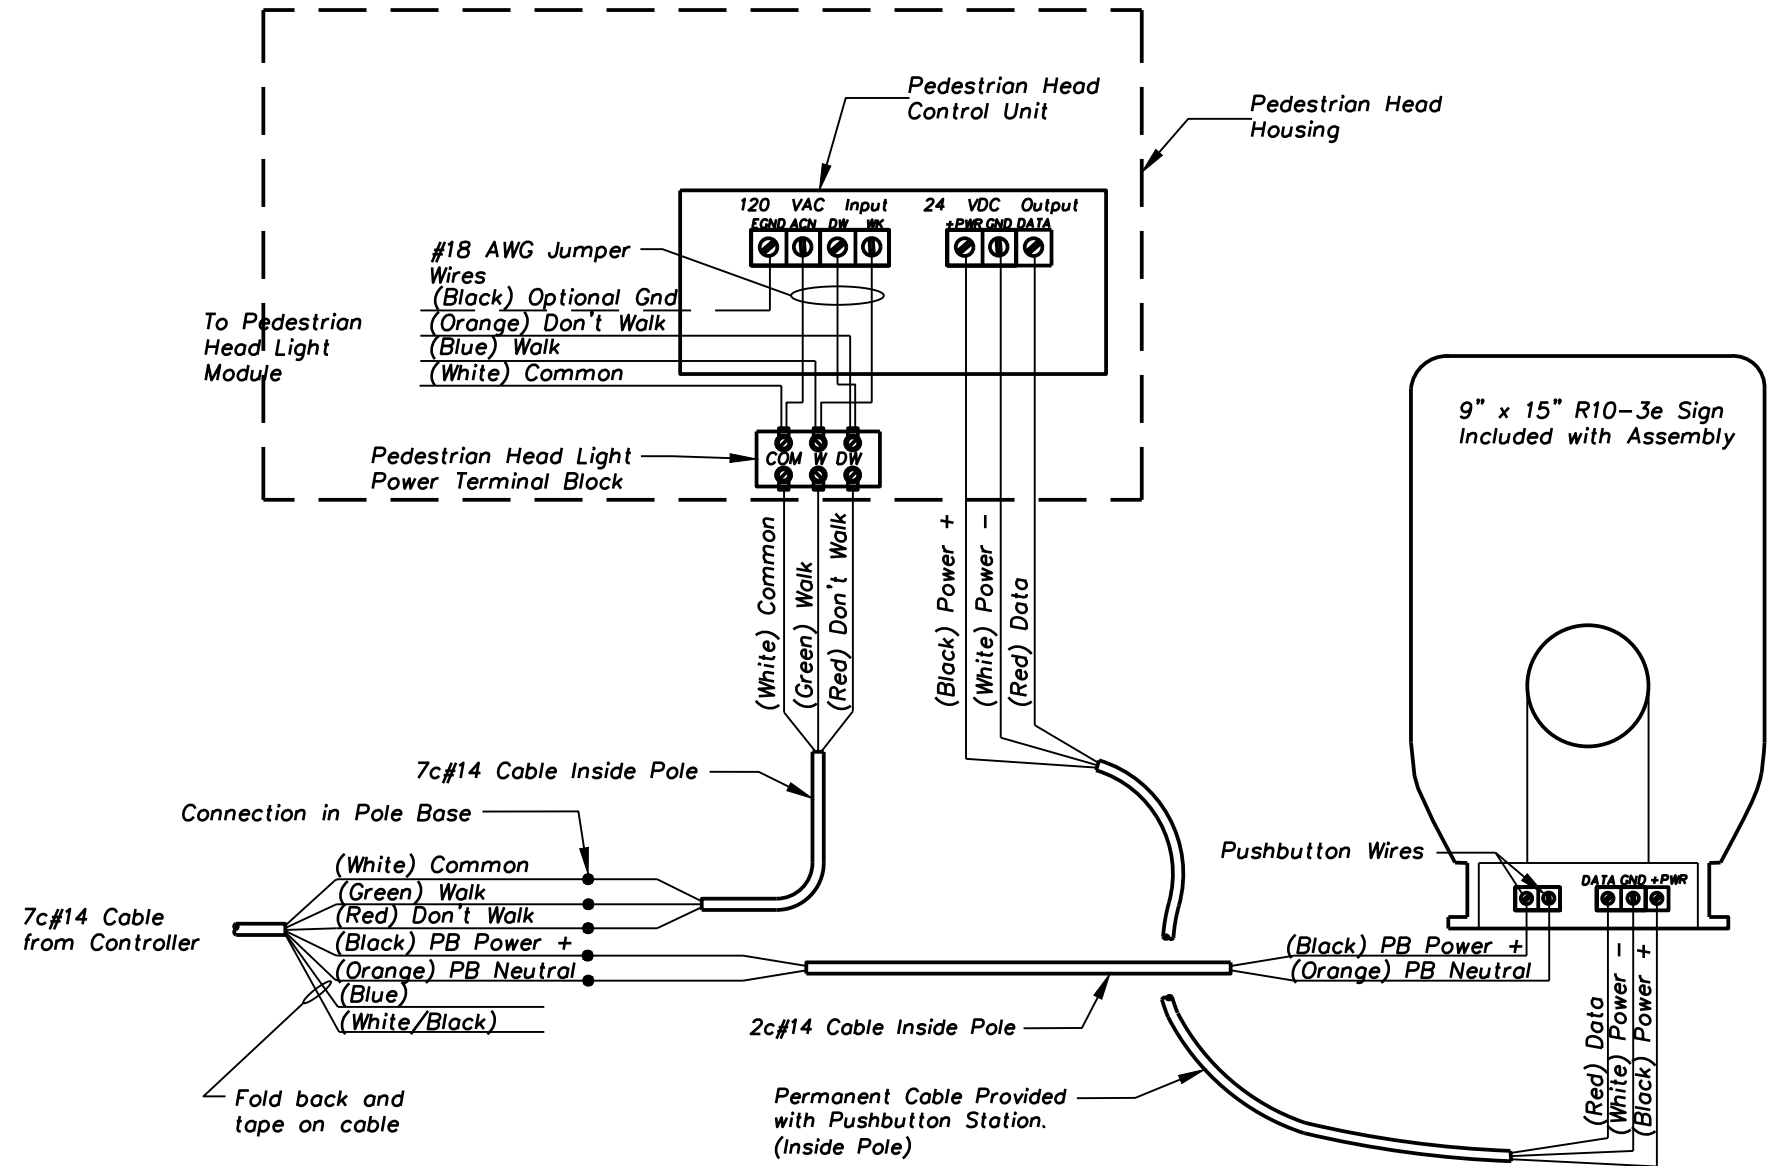 Pedestrian Head
Control Unit
Pedestrian Head
Housing
120 VAC Input
24 VDC Output
EGND ACN DW WK
+PWR GND DATA
#18 AWG Jumper
Wires
(Black) Optional Gnd
(Orange) Don't Walk
(Blue) Walk
(White) Common
To Pedestrian
Head Light
Module
9" x 15" R10-3e Sign
Included with Assembly
Pedestrian Head Light
Power Terminal Block
COM W DW
(White) Common
(Green) Walk
(Red) Don't Walk
(Black) Power +
(White) Power -
(Red) Data
7c#14 Cable Inside Pole
Connection in Pole Base
Pushbutton Wires
DATA GND +PWR
(White) Common
(Green) Walk
(Red) Don't Walk
(Black) PB Power +
(Orange) PB Neutral
(Blue)
(White/Black)
7c#14 Cable
from Controller
(Black) PB Power +
(Orange) PB Neutral
2c#14 Cable Inside Pole
(Red) Data
(White) Power -
(Black) Power +
Fold back and
tape on cable
Permanent Cable Provided
with Pushbutton Station.
(Inside Pole)